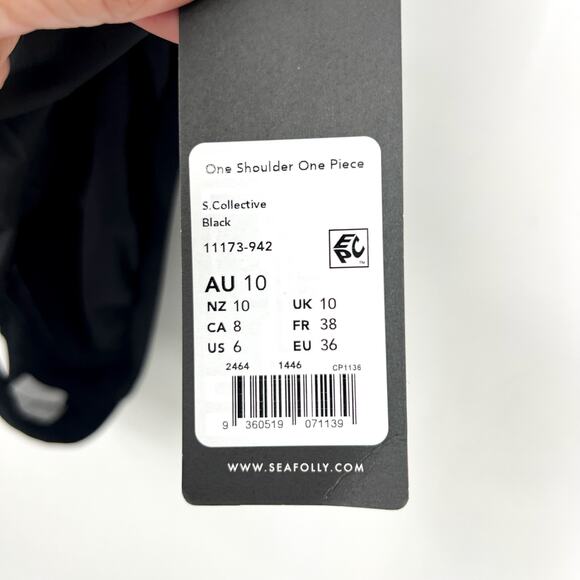 One Shoulder One Piece
S.Collective
Black
11173-942
EPC™
AU 10
NZ 10 UK 10
CA 8 FR 38
US 6 EU 36
2464 1446 CP1136
9 360519 071139
WWW.SEAFOLLY.COM